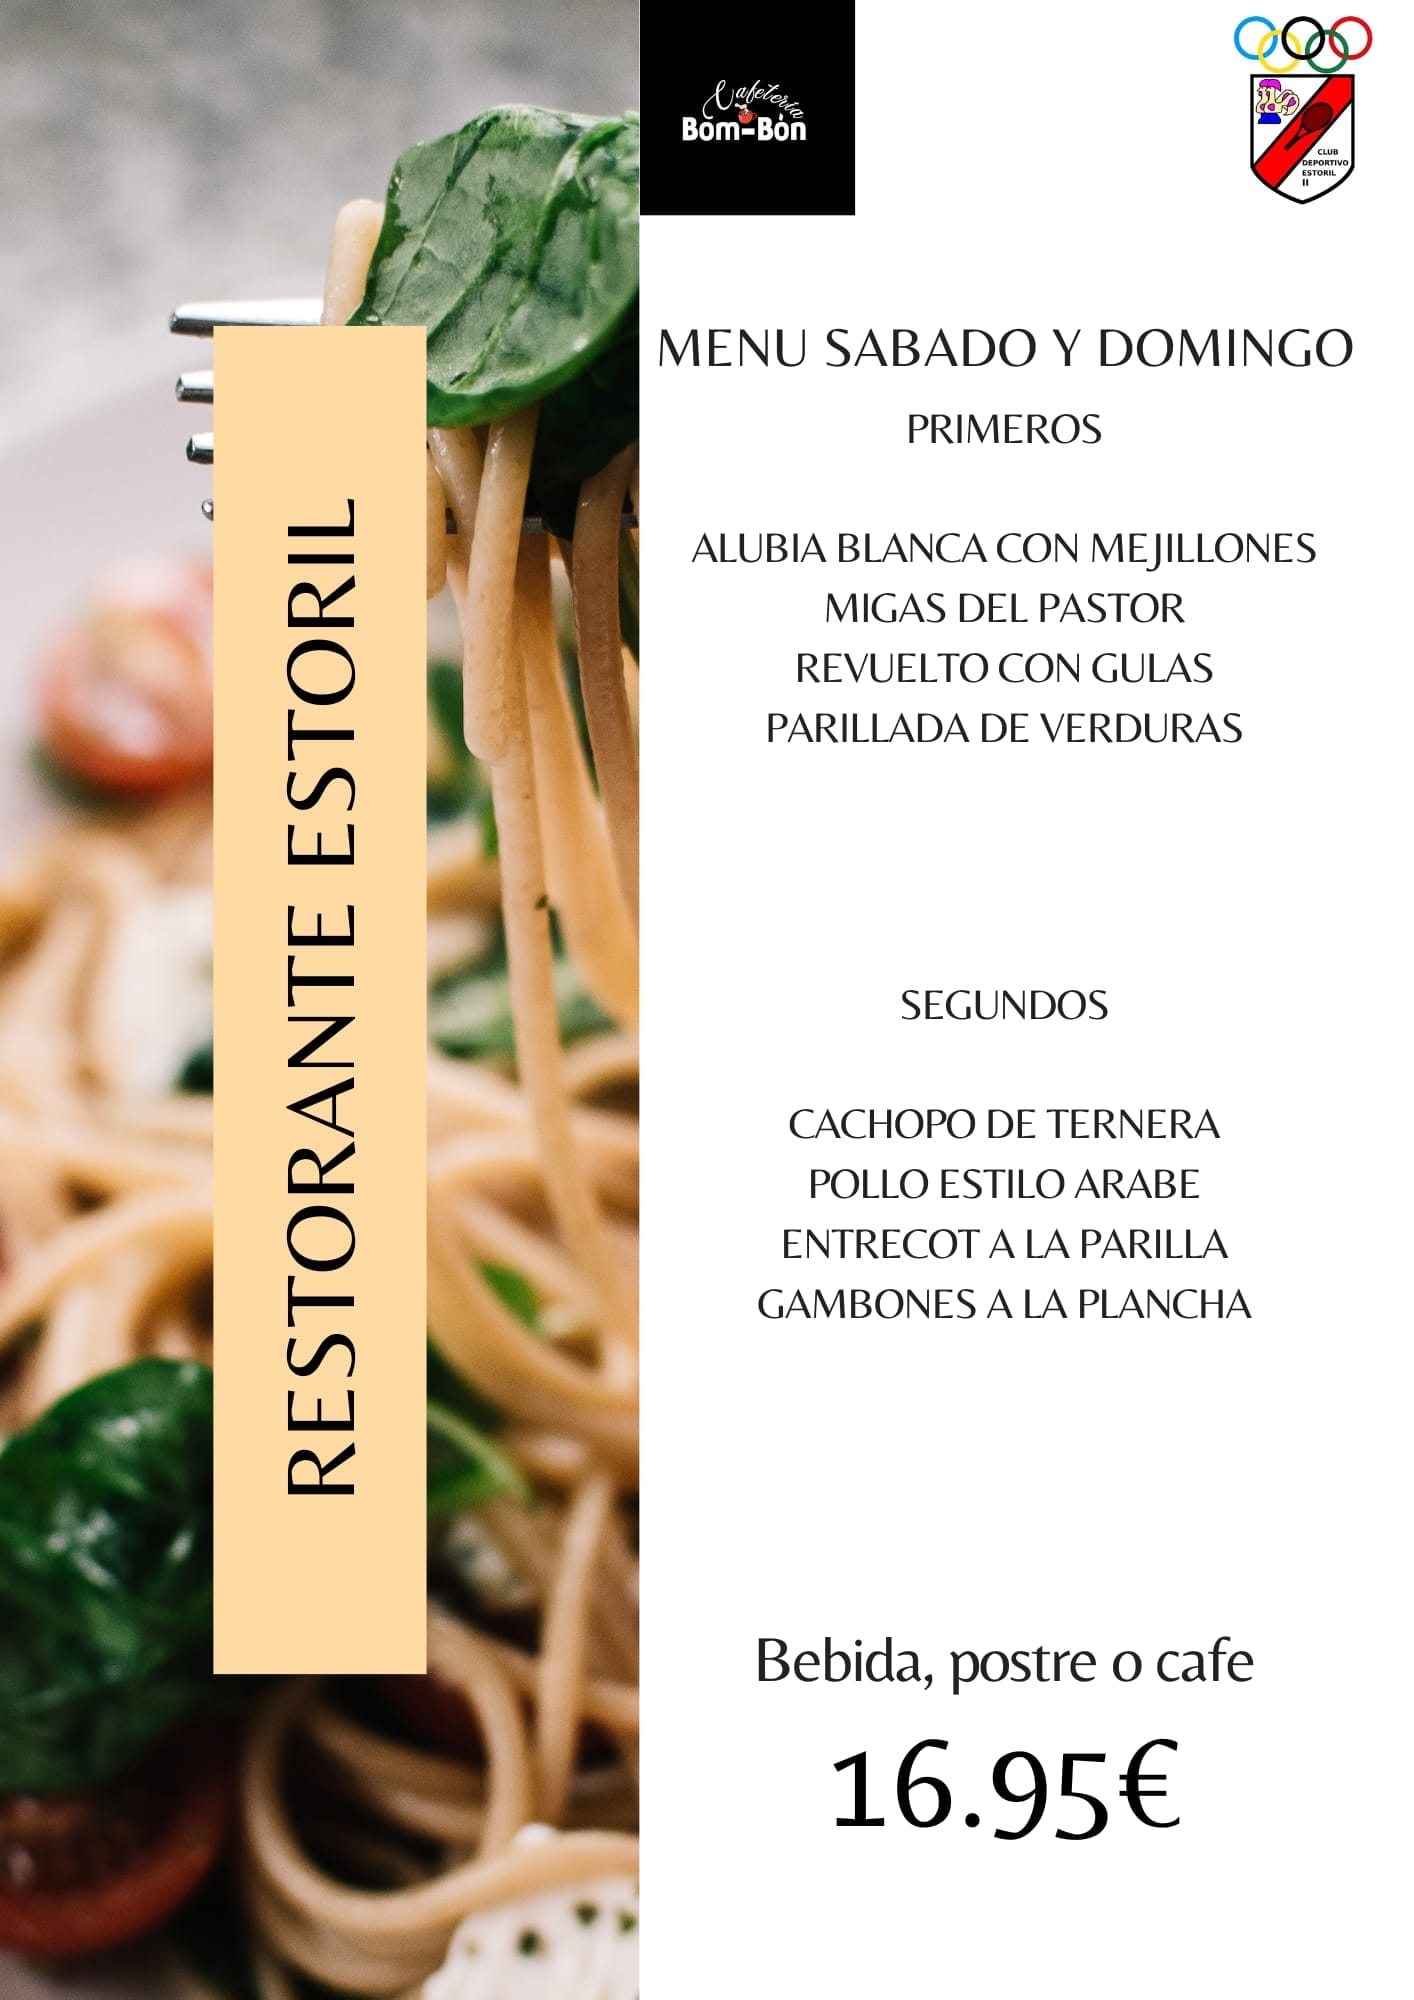 Cafeteria
Bom-Bòn
CLUB
DEPORTIVO
ESTORIL
II
RESTORANTE ESTORIL
MENU SABADO Y DOMINGO
PRIMEROS
ALUBIA BLANCA CON MEJILLONES
MIGAS DEL PASTOR
REVUELTO CON GULAS
PARILLADA DE VERDURAS
SEGUNDOS
CACHOPO DE TERNERA
POLLO ESTILO ARABE
ENTRECOT A LA PARILLA
GAMBONES A LA PLANCHA
Bebida, postre o cafe
16.95€